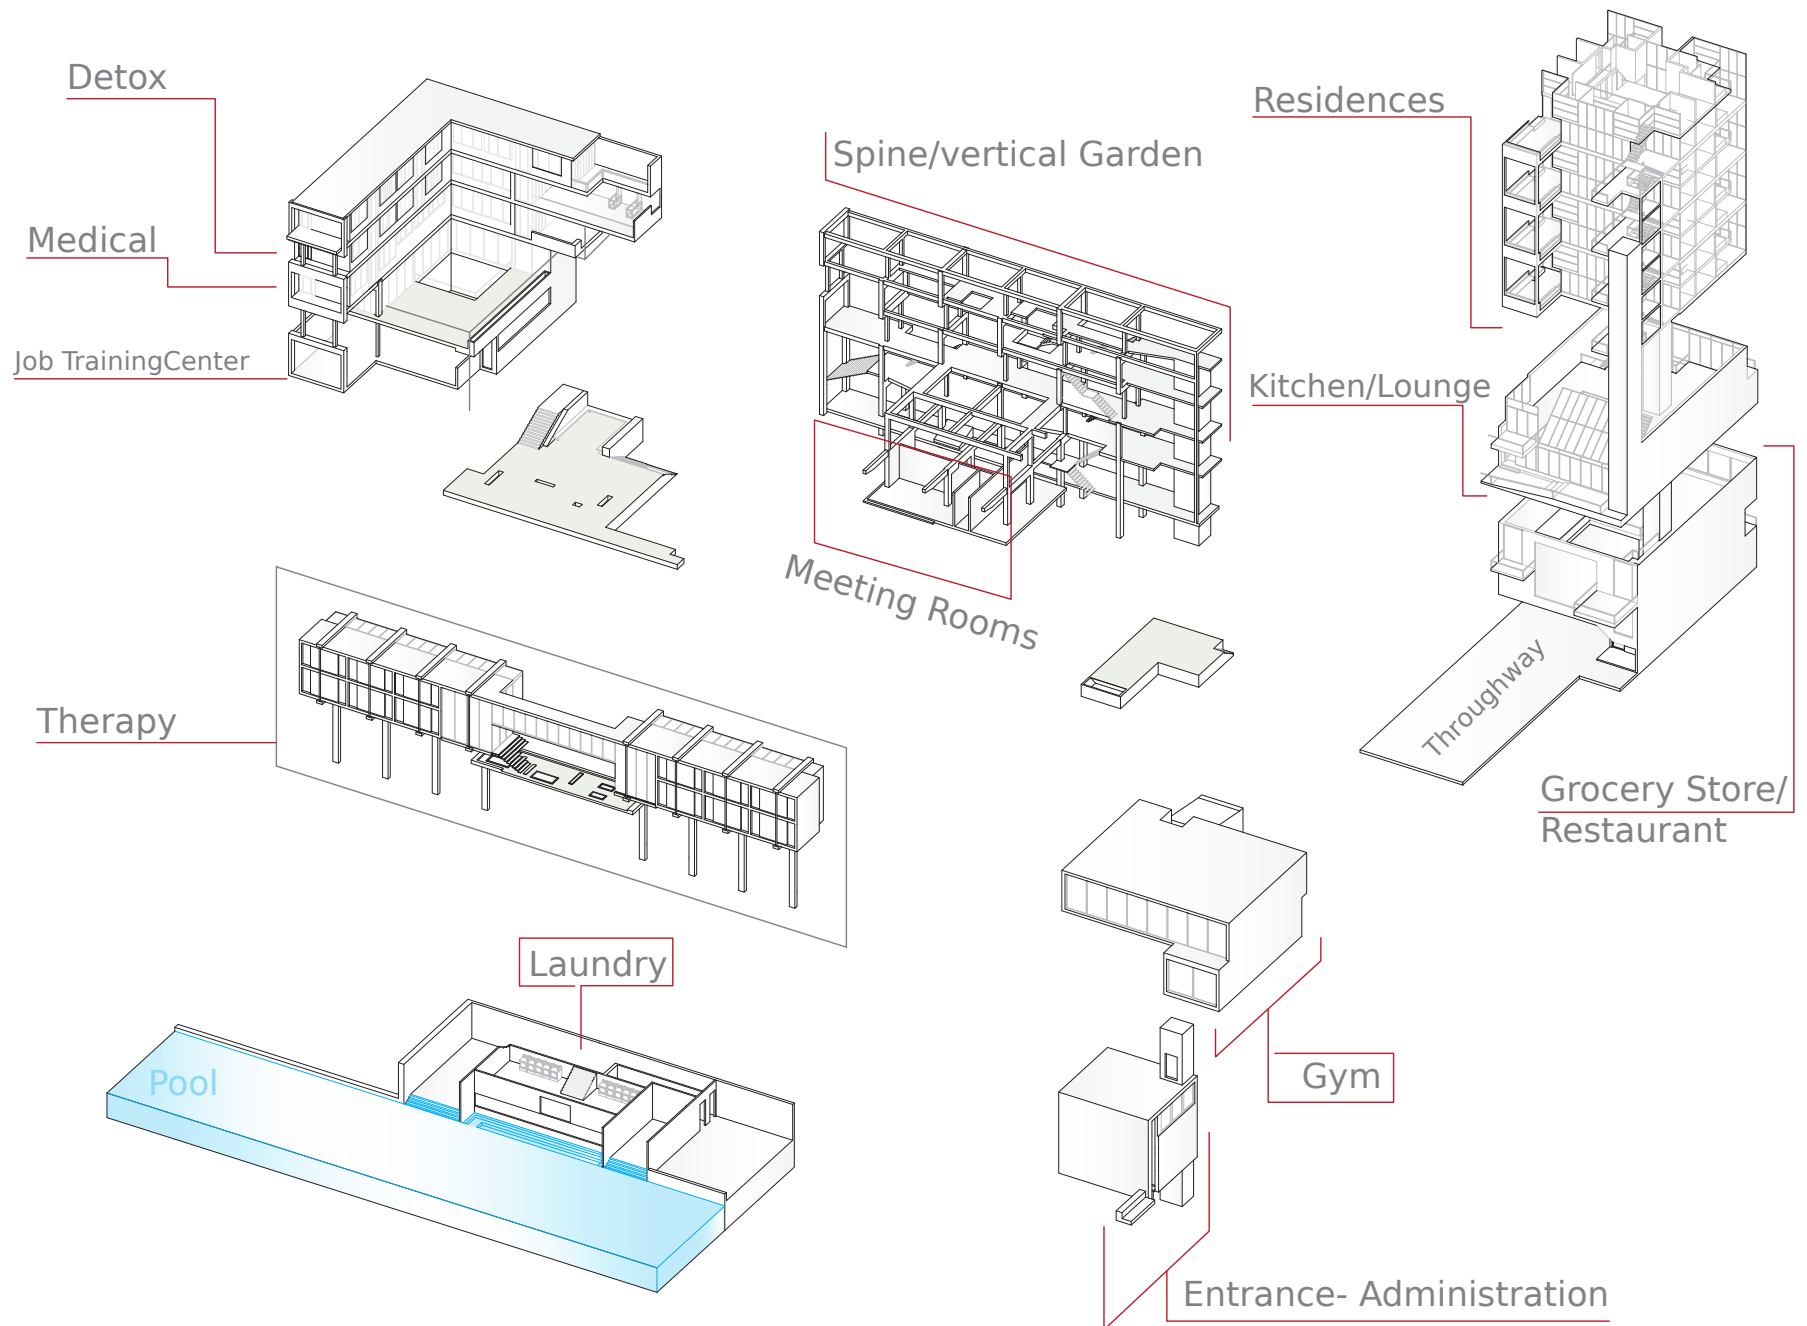 Detox
Residences
Spine/vertical Garden
Medical
Job TrainingCenter
Kitchen/Lounge
Meeting Rooms
Throughway
Therapy
Grocery Store/
Restaurant
Laundry
Pool
Gym
Entrance- Administration